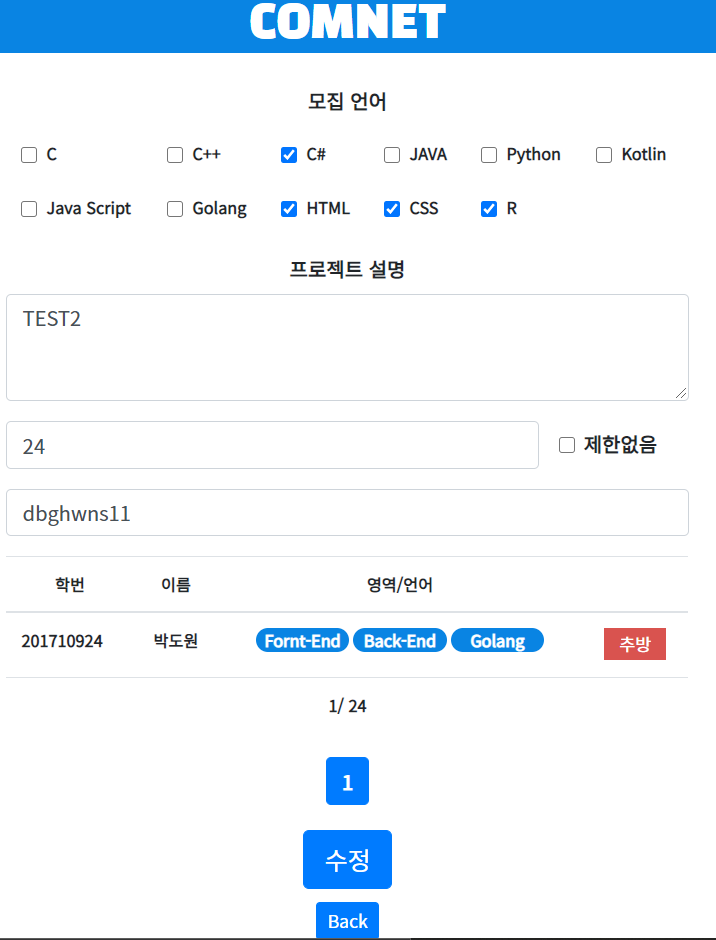 COMNET
모집 언어
C C++ C# JAVA Python Kotlin
Java Script Golang HTML CSS R
프로젝트 설명
TEST2
24 제한없음
dbghwns11
학번 이름 영역/언어
201710924 박도원 Fornt-End Back-End Golang 추방
1/ 24
1
수정
Back